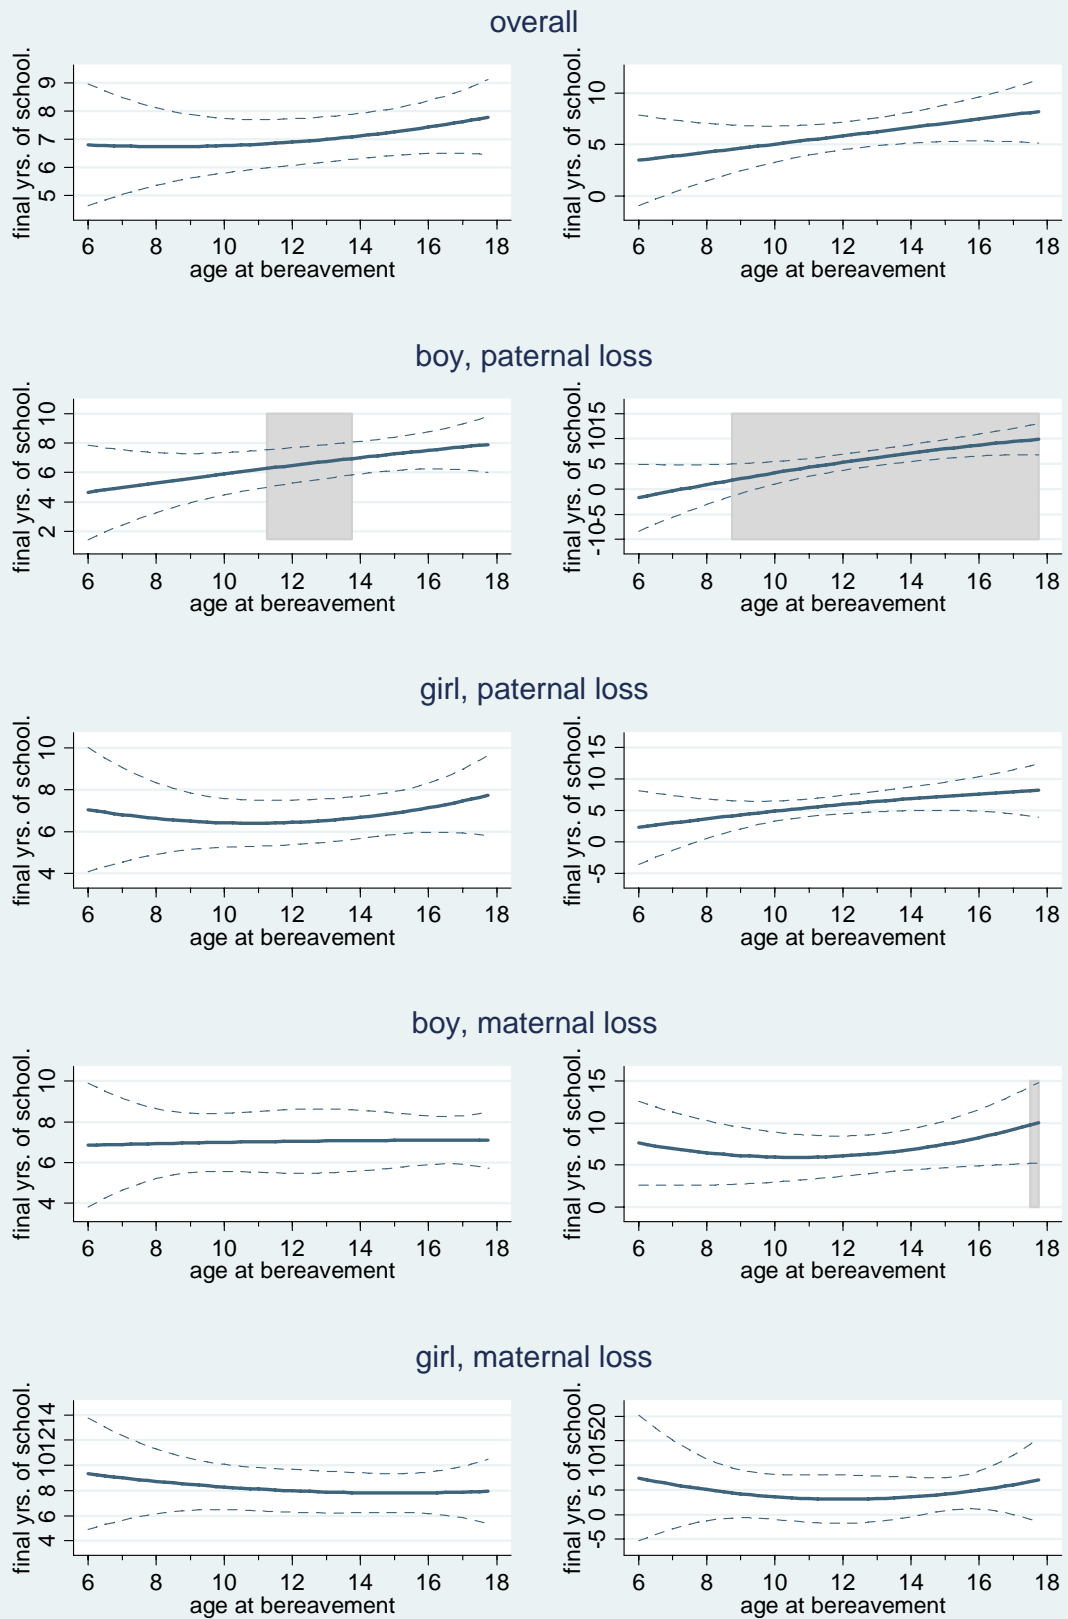 overall
final yrs. of school.
9
8
7
6
5
6 8 10 12 14 16 18
age at bereavement
final yrs. of school.
10
5
0
6 8 10 12 14 16 18
age at bereavement
boy, paternal loss
final yrs. of school.
10
8
6
4
2
6 8 10 12 14 16 18
age at bereavement
final yrs. of school.
15
10
5
0
-5
-10
6 8 10 12 14 16 18
age at bereavement
girl, paternal loss
final yrs. of school.
10
8
6
4
6 8 10 12 14 16 18
age at bereavement
final yrs. of school.
15
10
5
0
-5
6 8 10 12 14 16 18
age at bereavement
boy, maternal loss
final yrs. of school.
10
8
6
4
6 8 10 12 14 16 18
age at bereavement
final yrs. of school.
15
10
5
0
6 8 10 12 14 16 18
age at bereavement
girl, maternal loss
final yrs. of school.
14
12
10
8
6
4
6 8 10 12 14 16 18
age at bereavement
final yrs. of school.
20
15
10
5
0
-5
6 8 10 12 14 16 18
age at bereavement